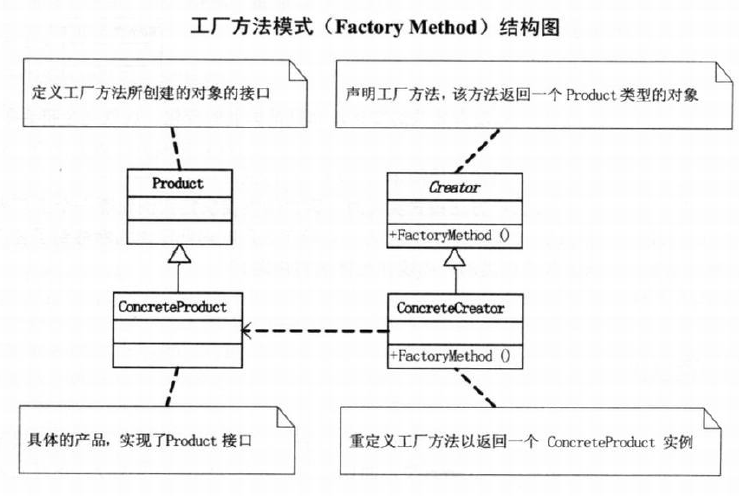 工厂方法模式（Factory Method）结构图
定义工厂方法所创建的对象的接口
声明工厂方法，该方法返回一个Product类型的对象
Product
Creator
+FactoryMethod ()
ConcreteProduct
ConcreteCreator
+FactoryMethod ()
具体的产品，实现了Product 接口
重定义工厂方法以返回一个 ConcreteProduct 实例